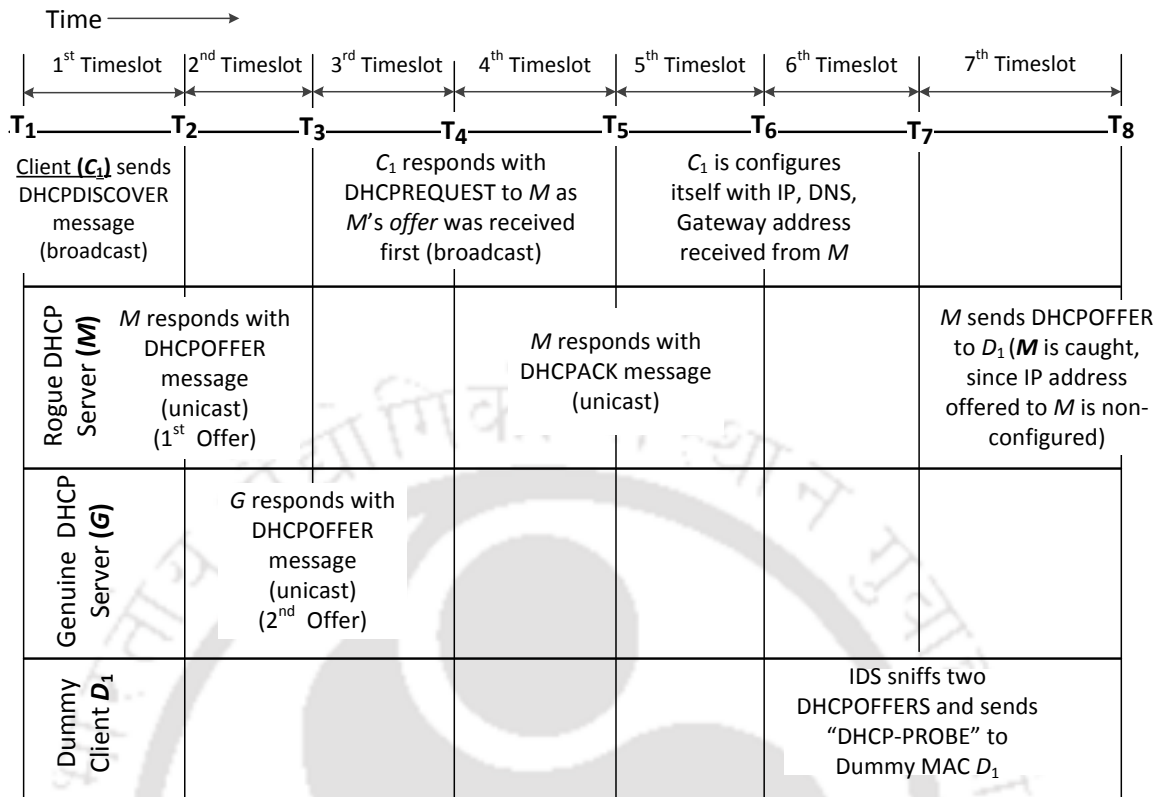 Time
1st Timeslot 2nd Timeslot 3rd Timeslot 4th Timeslot 5th Timeslot 6th Timeslot 7th Timeslot
T1 T2 T3 T4 T5 T6 T7 T8
Client (C1) sends
DHCPDISCOVER
message
(broadcast)
C1 responds with
DHCPREQUEST to M as
M's offer was received
first (broadcast)
C1 is configures
itself with IP, DNS,
Gateway address
received from M
Rogue DHCP
Server (M)
M responds with
DHCPOFFER
message
(unicast)
(1st Offer)
M responds with
DHCPACK message
(unicast)
M sends DHCPOFFER
to D1 (M is caught,
since IP address
offered to M is non-
configured)
Genuine DHCP
Server (G)
G responds with
DHCPOFFER
message
(unicast)
(2nd Offer)
Dummy
Client D1
IDS sniffs two
DHCPOFFERS and sends
“DHCP-PROBE” to
Dummy MAC D1